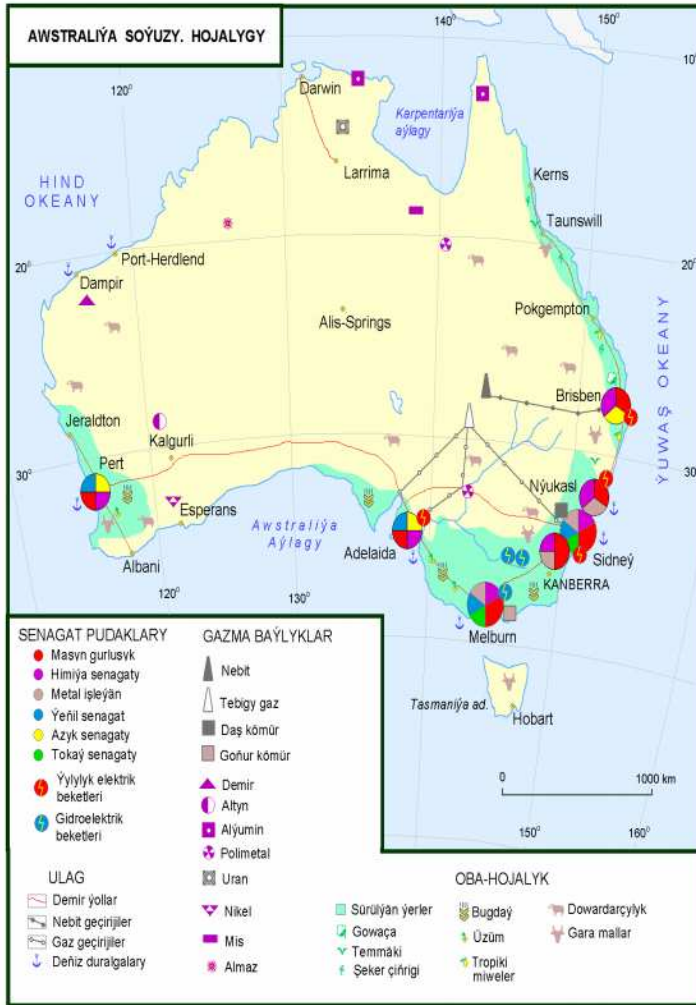 AWSTRALIÝA SOÝUZY. HOJALYGY
140°
150°
10°
10°
120°
Darwin
Karpentariýa
aýlagy
Larrima
HIND
OKEANY
Kerns
Taunswill
Port-Herdlend
20°
20°
Dampir
Alis-Springs
Pokgempton
ÝUWAŞ OKEANY
Brisben
Jeraldton
Kalgurli
Pert
30°
30°
Nýukasl
Esperans
Awstraliýa
Aýlagy
Adelaida
Sidneý
Albani
KANBERRA
120°
130°
Melburn
Tasmaniýa ad.
Hobart
0
1000 km
150°
160°
SENAGAT PUDAKLARY
Maşyn gurluşyk
Himiýa senagaty
Metal işleýän
Ýeňil senagat
Azyk senagaty
Tokaý senagaty
Ýylylyk elektrik
beketleri
Gidroelektrik
beketleri
GAZMA BAÝLYKLAR
Nebit
Tebigy gaz
Daş kömür
Goňur kömür
Demir
Altyn
Alýumin
Polimetal
Uran
Nikel
Mis
Almaz
ULAG
Demir ýollar
Nebit geçirijiler
Gaz geçirijiler
Deňiz duralgalary
OBA-HOJALYK
Sürülýän ýerler
Gowaça
Temmäki
Şeker çiňrigi
Bugdaý
Üzüm
Tropiki
miweler
Dowardarçylyk
Gara mallar